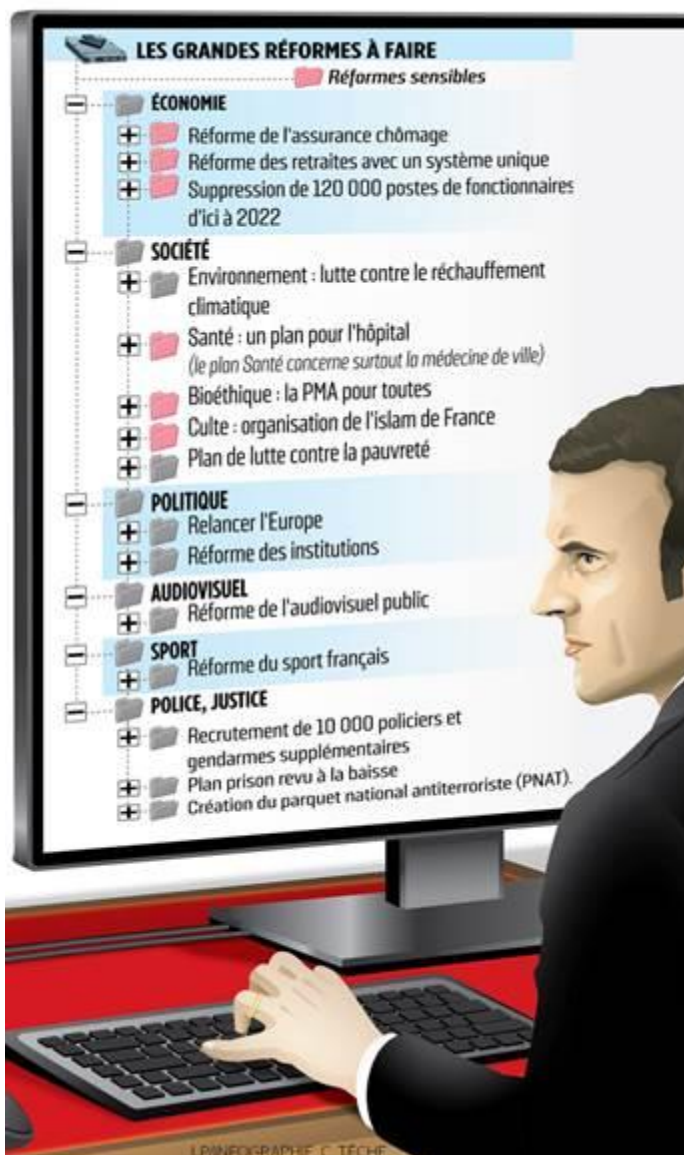 LES GRANDES RÉFORMES À FAIRE
Réformes sensibles
ÉCONOMIE
Réforme de l'assurance chômage
Réforme des retraites avec un système unique
Suppression de 120 000 postes de fonctionnaires
d'ici à 2022
SOCIÉTÉ
Environnement : lutte contre le réchauffement
climatique
Santé : un plan pour l'hôpital
(le plan Santé concerne surtout la médecine de ville)
Bioéthique : la PMA pour toutes
Culte : organisation de l'islam de France
Plan de lutte contre la pauvreté
POLITIQUE
Relancer l'Europe
Réforme des institutions
AUDIOVISUEL
Réforme de l'audiovisuel public
SPORT
Réforme du sport français
POLICE, JUSTICE
Recrutement de 10 000 policiers et
gendarmes supplémentaires
Plan prison revu à la baisse
Création du parquet national antiterroriste (PNAT).
C. TÊCHE